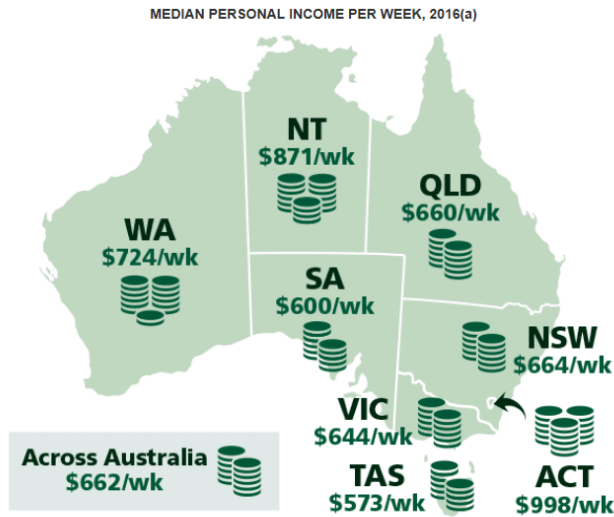 MEDIAN PERSONAL INCOME PER WEEK, 2016(a)
NT
$871/wk
QLD
$660/wk
WA
$724/wk
SA
$600/wk
NSW
$664/wk
VIC
$644/wk
Across Australia
$662/wk
TAS
$573/wk
ACT
$998/wk